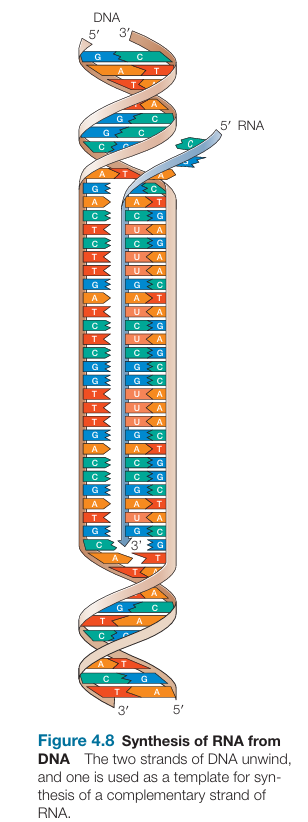 DNA
5′ 3′
G C
A T
T
A
G C
G C
5′ RNA
C
C G
A T A
G C
A A T
C C G
T U A
C C G
T U A
T U A
G G C
A A T
T U A
C C G
T U A
C C G
G G C
G G C
T U A
T U A
T U A
G G C
A A T
C C G
C C G
G G C
A A T
T U A
G G C
C 3′ G
A T
T A
A
G C
T A
C G
A T
C G
T A
3′ 5′
Figure 4.8 Synthesis of RNA from
DNA The two strands of DNA unwind,
and one is used as a template for syn-
thesis of a complementary strand of
RNA.